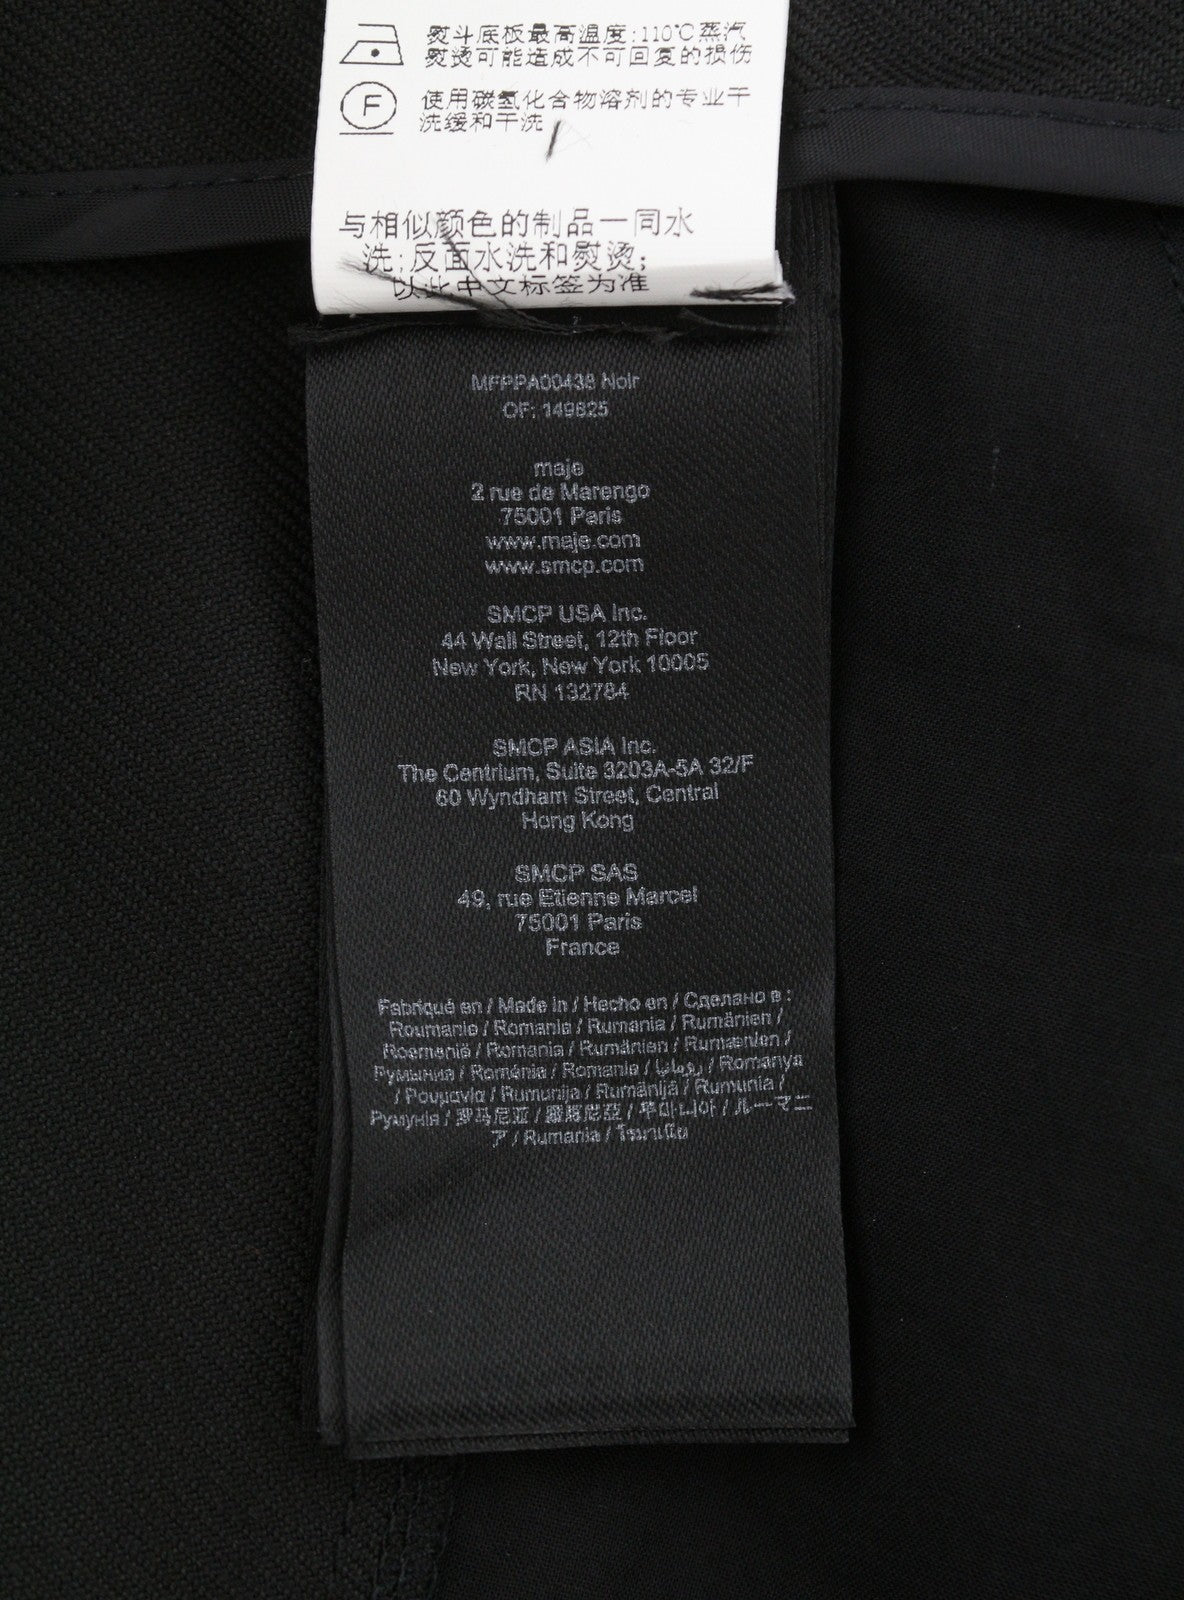 熨斗底板最高温度:110℃蒸汽
熨烫可能造成不可回复的损伤
F
使用碳氢化合物溶剂的专业干
洗缓和干洗
与相似颜色的制品一同水
洗;反面水洗和熨烫;
以此中文标签为准
MFPPA00438 Noir
OF: 149825
maje
2 rue de Marengo
75001 Paris
www.maje.com
www.smcp.com
SMCP USA Inc.
44 Wall Street, 12th Floor
New York, New York 10005
RN 132784
SMCP ASIA Inc.
The Centrium, Suite 3203A-5A 32/F
60 Wyndham Street, Central
Hong Kong
SMCP SAS
49, rue Etienne Marcel
75001 Paris
France
Fabriqué en / Made in / Hecho en / Сделано в :
Roumanie / Romania / Rumania / Rumänien /
Roemenië / Romania / Rumänien / Rumænien /
Румыния / Roménia / Romania / رومانيا / Romanya
/ Ρουμανία / Rumunija / Rumānija / Rumunia /
Румунія / 罗马尼亚 / 羅馬尼亞 / 루마니아 / ルーマニ
ア / Rumania / โรมาเนีย